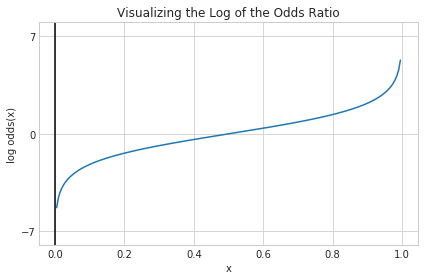 Visualizing the Log of the Odds Ratio
7
0
−7
log odds(x)
0.0 0.2 0.4 0.6 0.8 1.0
x